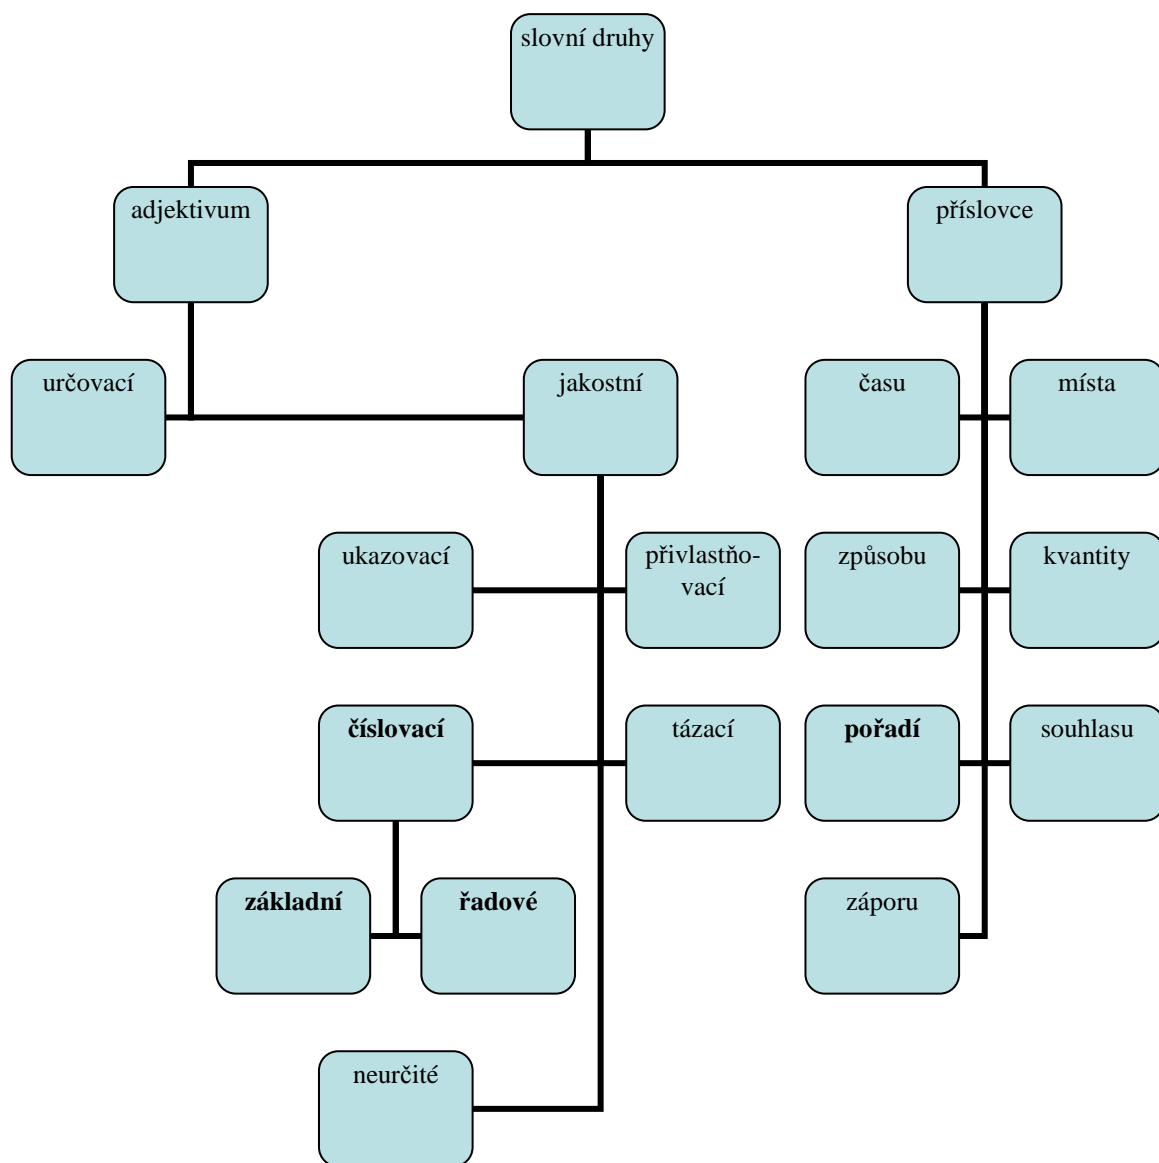 slovní druhy
adjektivum
příslovce
určovací
jakostní
času
místa
ukazovací
přivlastňo-
vací
způsobu
kvantity
číslovací
tázací
pořadí
souhlasu
základní
řadové
záporu
neurčité